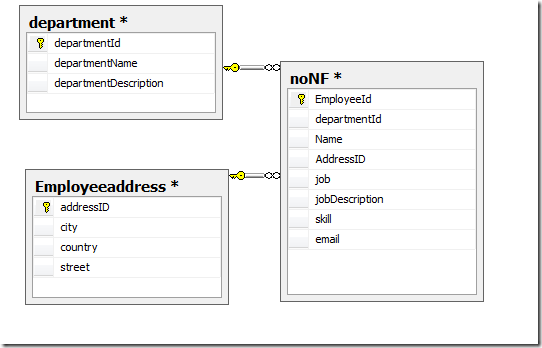 department *
departmentId
departmentName
departmentDescription
noNF *
EmployeeId
departmentId
Name
AddressID
job
jobDescription
skill
email
Employeeaddress *
addressID
city
country
street